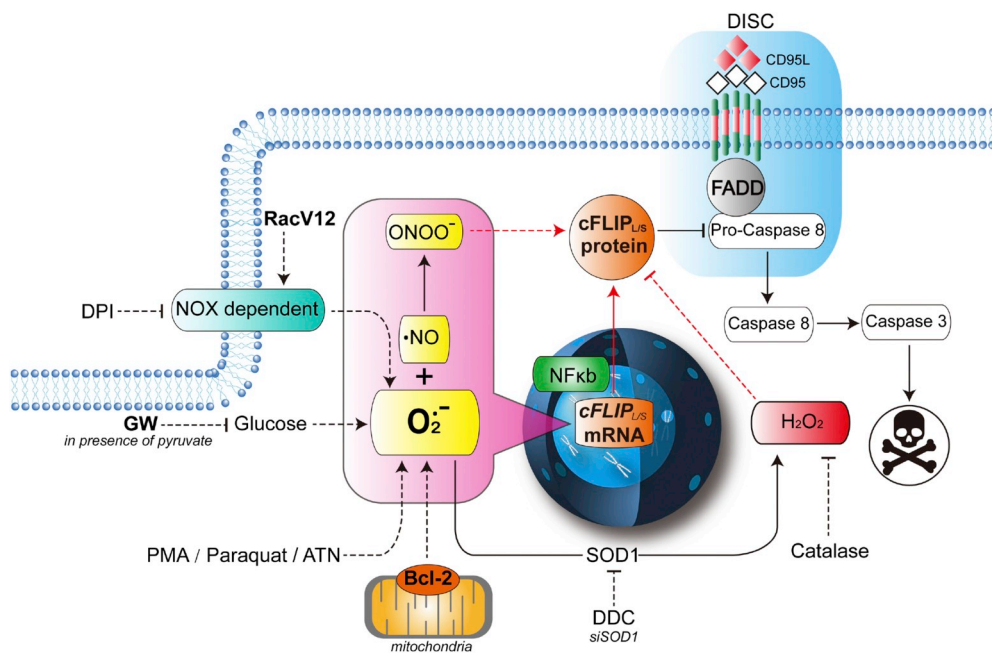 DISC
CD95L
CD95
FADD
RacV12
ONOO⁻
cFLIP L/S
protein
Pro-Caspase 8
DPI
NOX dependent
•NO
+
Caspase 8
Caspase 3
NFκb
O₂•⁻
cFLIP L/S
mRNA
H₂O₂
GW
in presence of pyruvate
Glucose
PMA / Paraquat / ATN
SOD1
Catalase
Bcl-2
mitochondria
DDC
siSOD1